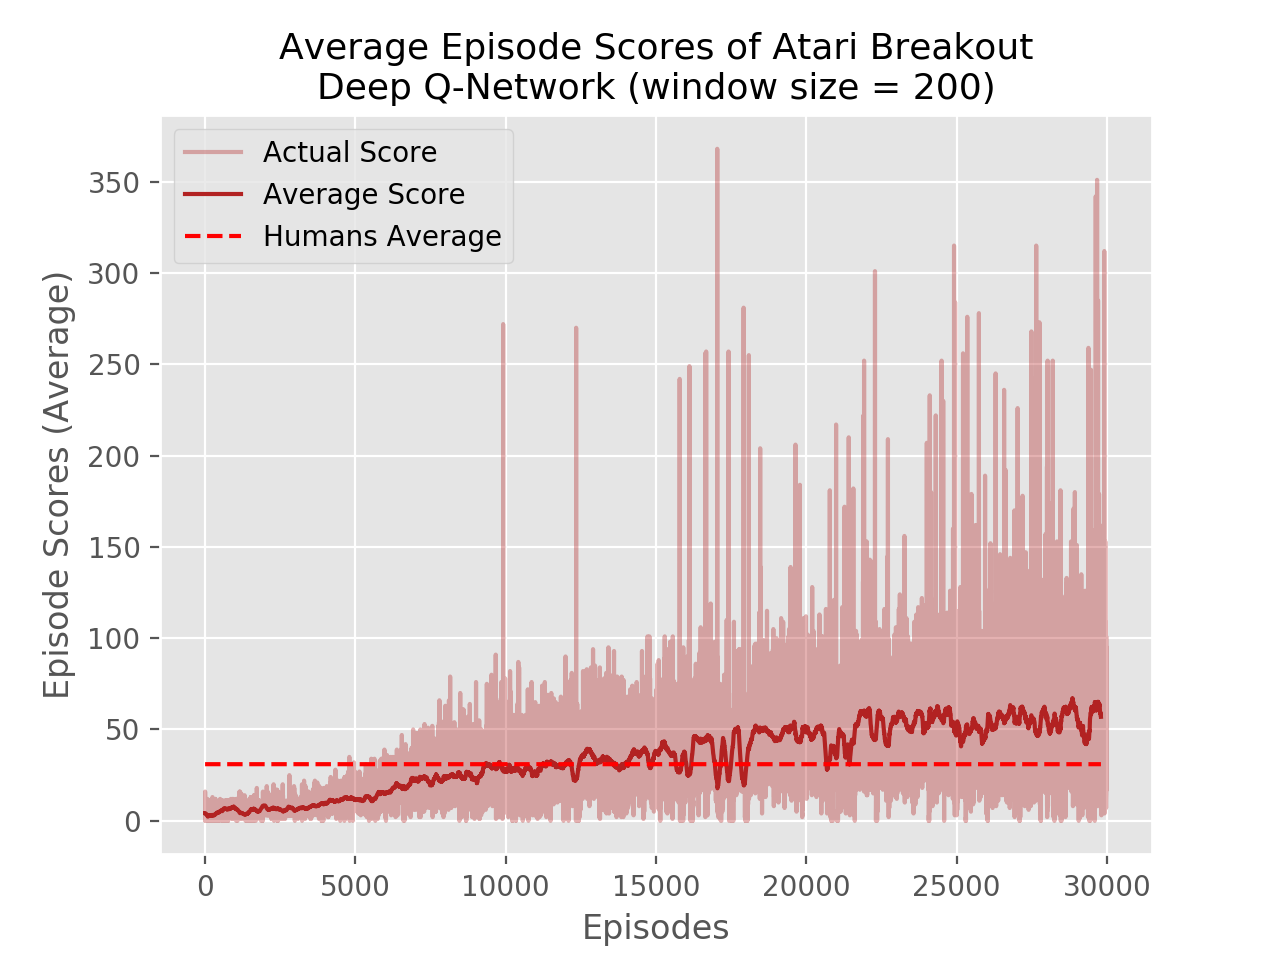 Average Episode Scores of Atari Breakout
Deep Q-Network (window size = 200)
Actual Score
Average Score
Humans Average
Episode Scores (Average)
350
300
250
200
150
100
50
0
0
5000
10000
15000
20000
25000
30000
Episodes